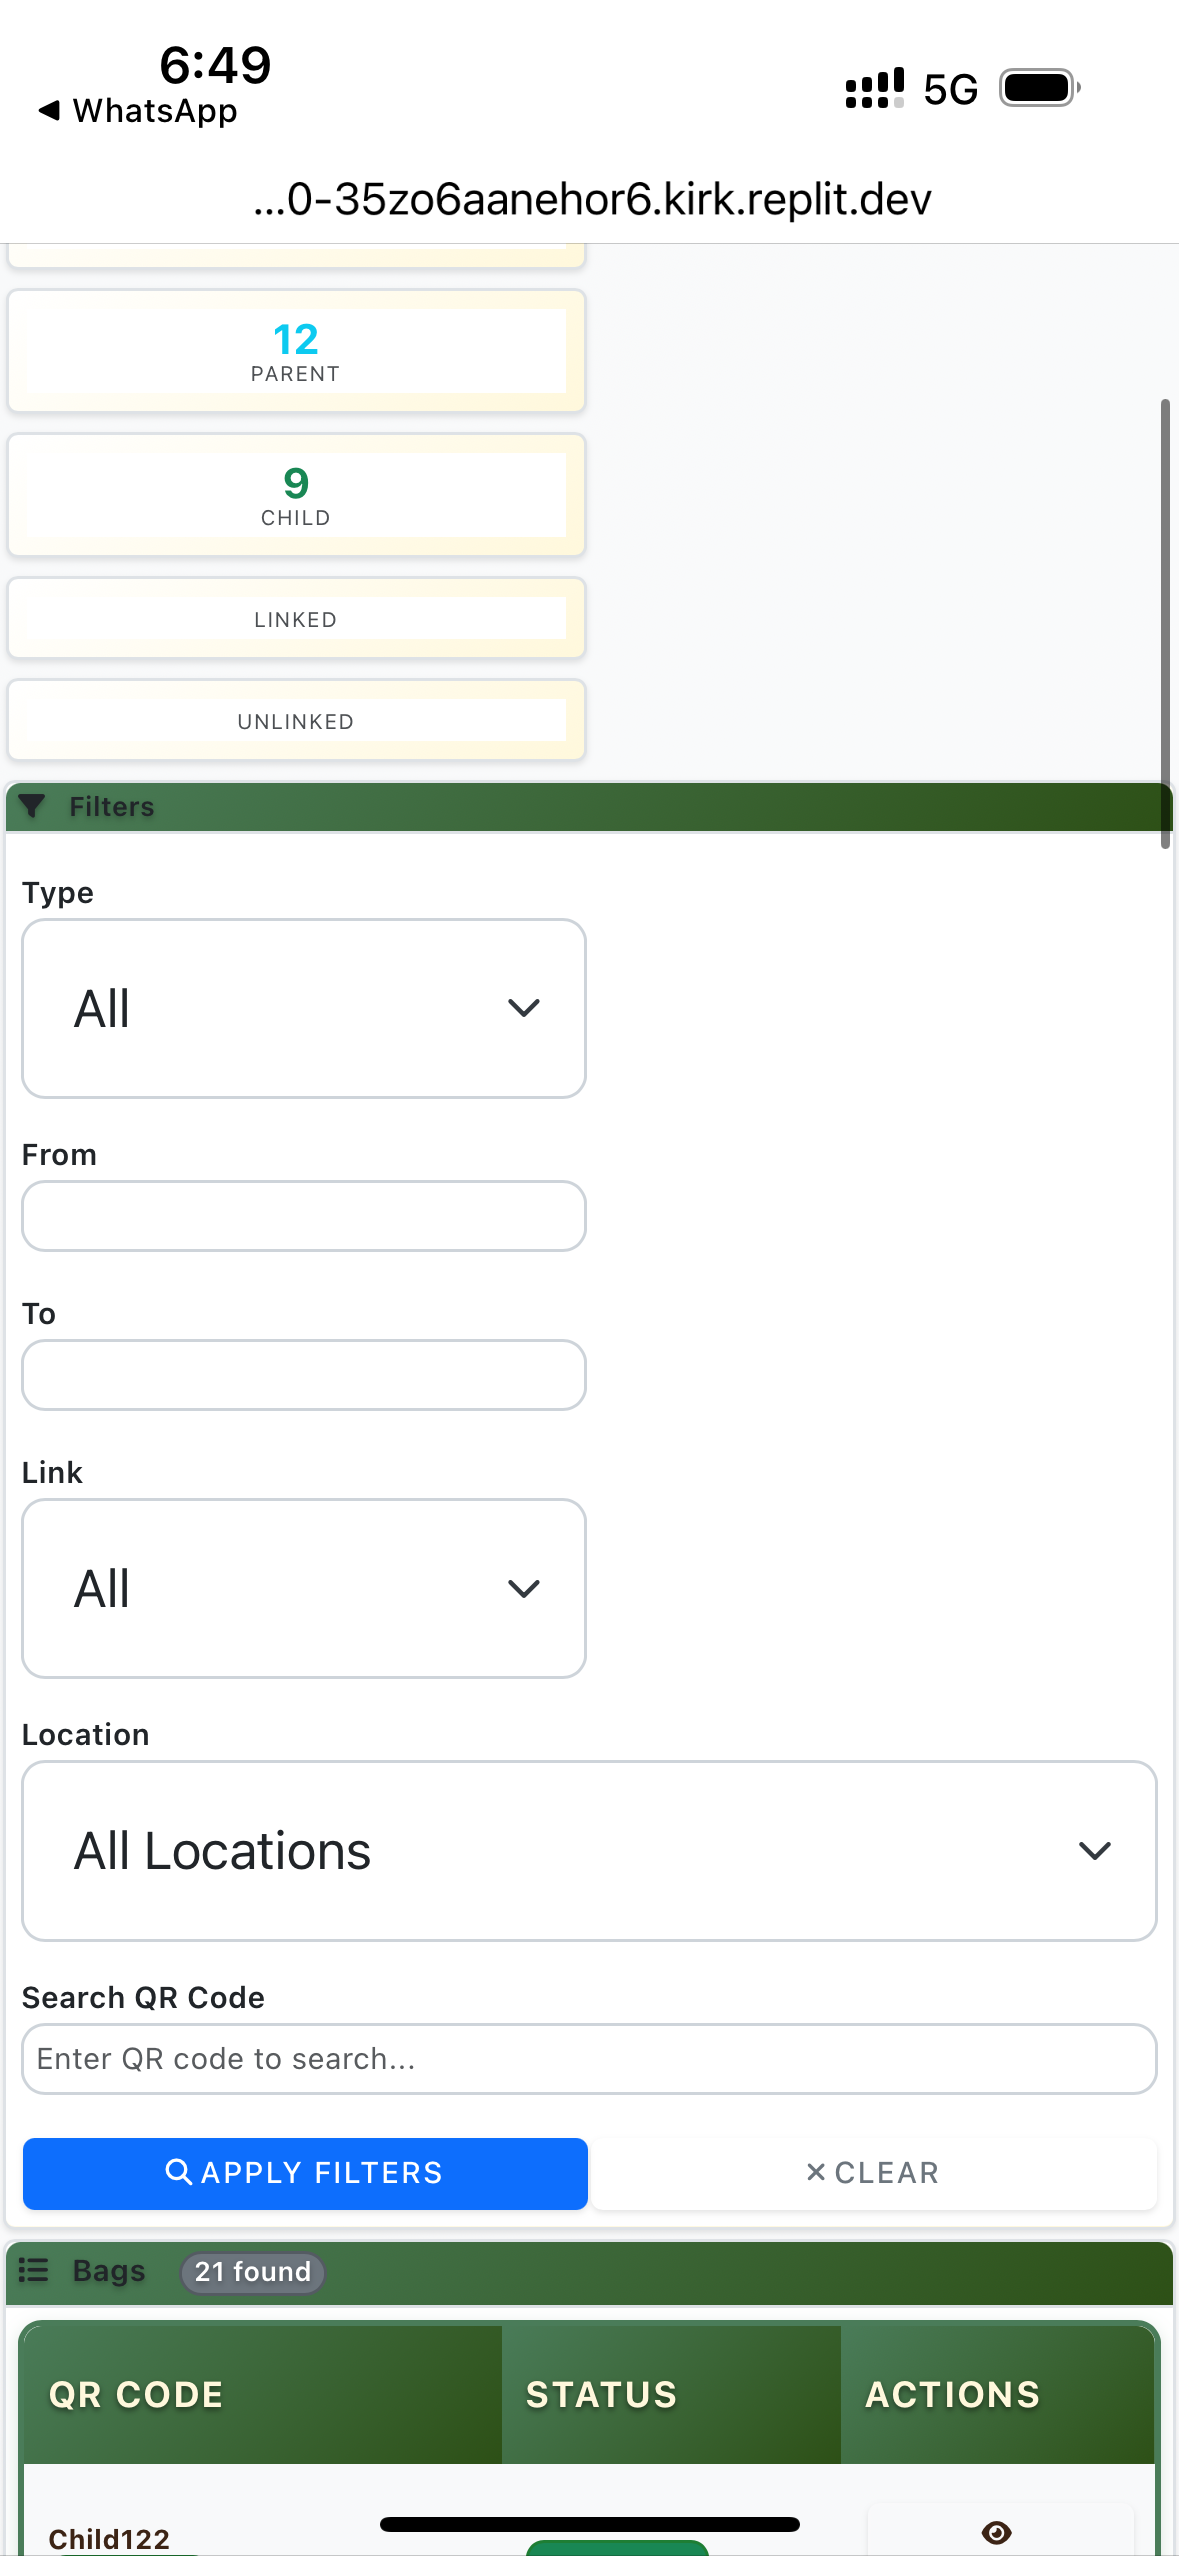 6:49
WhatsApp
5G
...0-35zo6aanehor6.kirk.replit.dev
12
PARENT
9
CHILD
LINKED
UNLINKED
Filters
Type
All
From
To
Link
All
Location
All Locations
Search QR Code
Enter QR code to search...
APPLY FILTERS
CLEAR
Bags 21 found
QR CODE STATUS ACTIONS
Child122